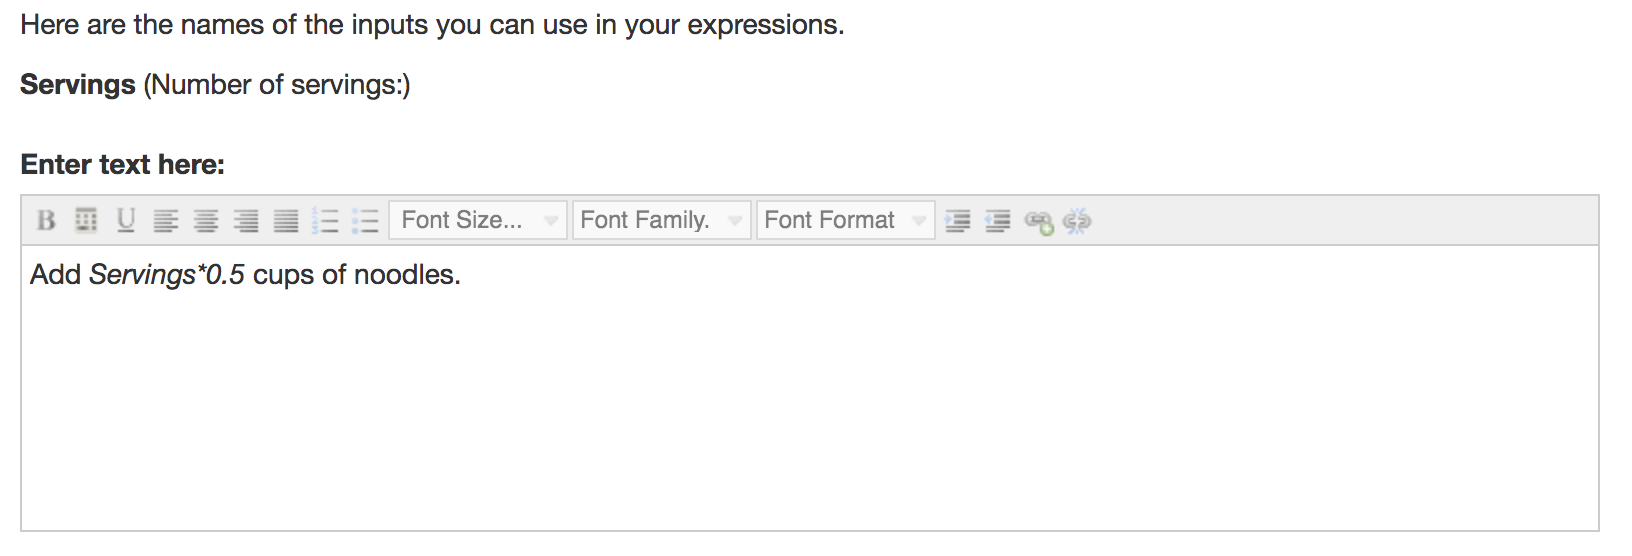 Here are the names of the inputs you can use in your expressions.
Servings (Number of servings:)
Enter text here:
B U Font Size... Font Family. Font Format
Add Servings*0.5 cups of noodles.